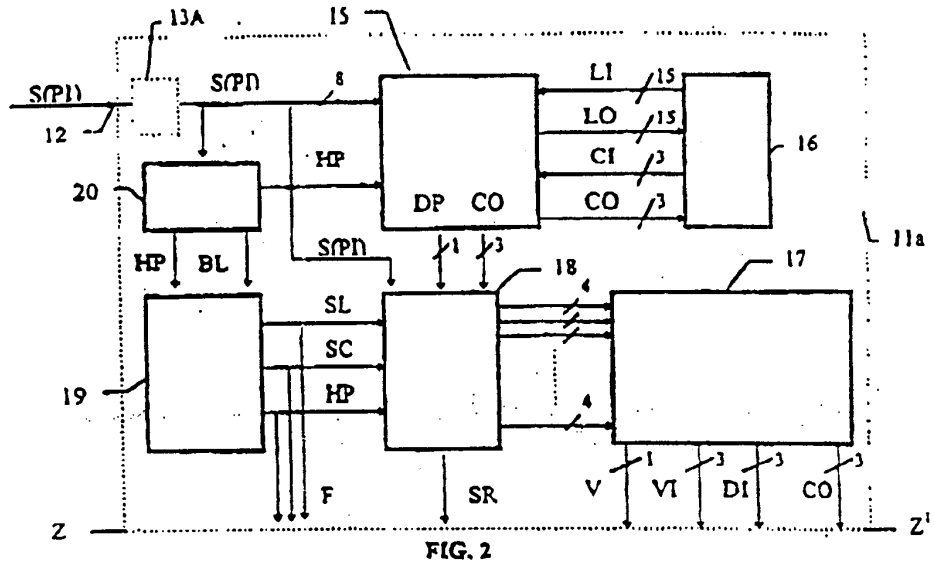 13A 15
S(PI) S(PI) 8 LI 15
12 LO 15
HP CI 3 16
20 DP CO CO 3
HP BL S(PI) 1 3 11a
18 17
SL 4
SC
19 HP 4
F SR V 1 VI 3 DI 3 CO 3
Z Z'
FIG. 2